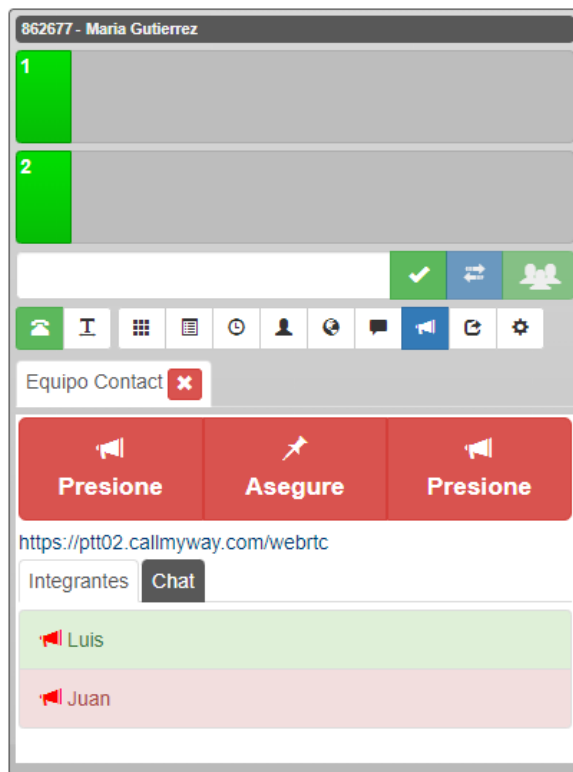 862677 - Maria Gutierrez
1
2
T
Equipo Contact
Presione Asegure Presione
https://ptt02.callmyway.com/webrtc
Integrantes Chat
Luis
Juan